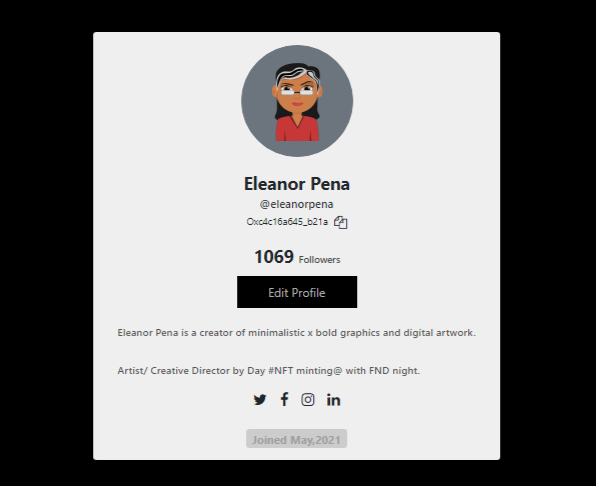 Eleanor Pena
@eleanorpena
Oxc4c16a645_b21a
1069 Followers
Edit Profile
Eleanor Pena is a creator of minimalistic x bold graphics and digital artwork.
Artist/ Creative Director by Day #NFT minting@ with FND night.
Joined May,2021